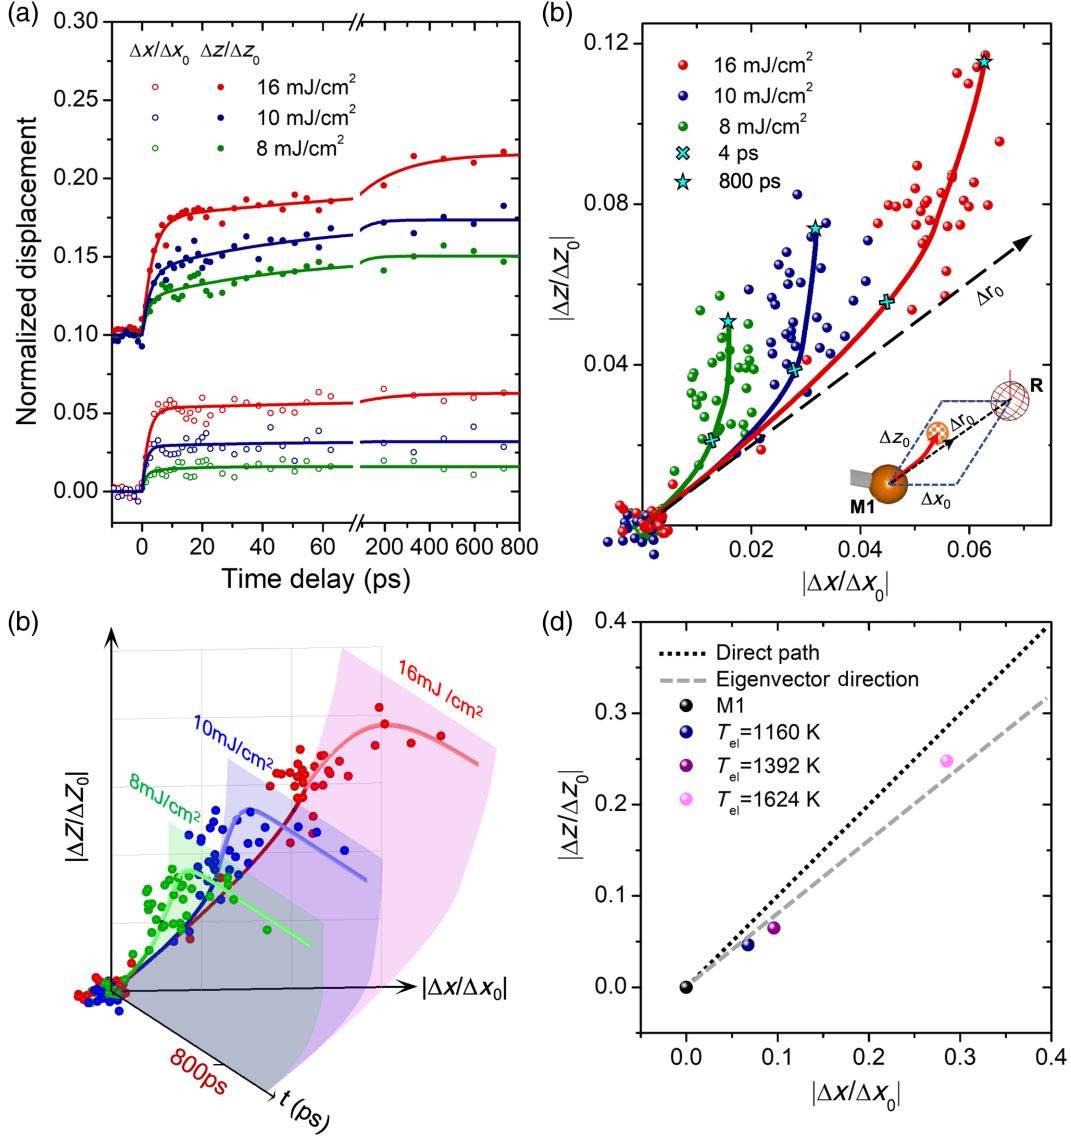 (a)
0.30
0.25
0.20
0.15
0.10
0.05
0.00
Normalized displacement
Δx/Δx₀ Δz/Δz₀
16 mJ/cm²
10 mJ/cm²
8 mJ/cm²
0 20 40 60 200 400 600 800
Time delay (ps)
(b)
0.12
0.08
0.04
|Δz/Δz₀|
16 mJ/cm²
10 mJ/cm²
8 mJ/cm²
4 ps
800 ps
Δr₀
R
Δz₀
Δr₀
M1
Δx₀
0.02 0.04 0.06
|Δx/Δx₀|
(b)
|ΔZ/ΔZ₀|
16mJ/cm²
10mJ/cm²
8mJ/cm²
|Δx/Δx₀|
800ps
t (ps)
(d)
0.4
0.3
0.2
0.1
0.0
|Δz/Δz₀|
Direct path
Eigenvector direction
M1
Tel=1160 K
Tel=1392 K
Tel=1624 K
0.0 0.1 0.2 0.3 0.4
|Δx/Δx₀|